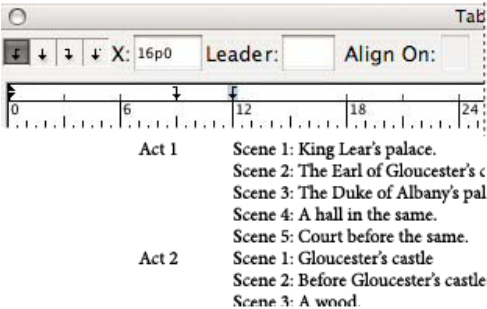 Tab
X: 16p0 Leader: Align On:
0 6 12 18 24
Act 1 Scene 1: King Lear's palace.
Scene 2: The Earl of Gloucester's c
Scene 3: The Duke of Albany's pal
Scene 4: A hall in the same.
Scene 5: Court before the same.
Act 2 Scene 1: Gloucester's castle
Scene 2: Before Gloucester's castle
Scene 3: A wood.